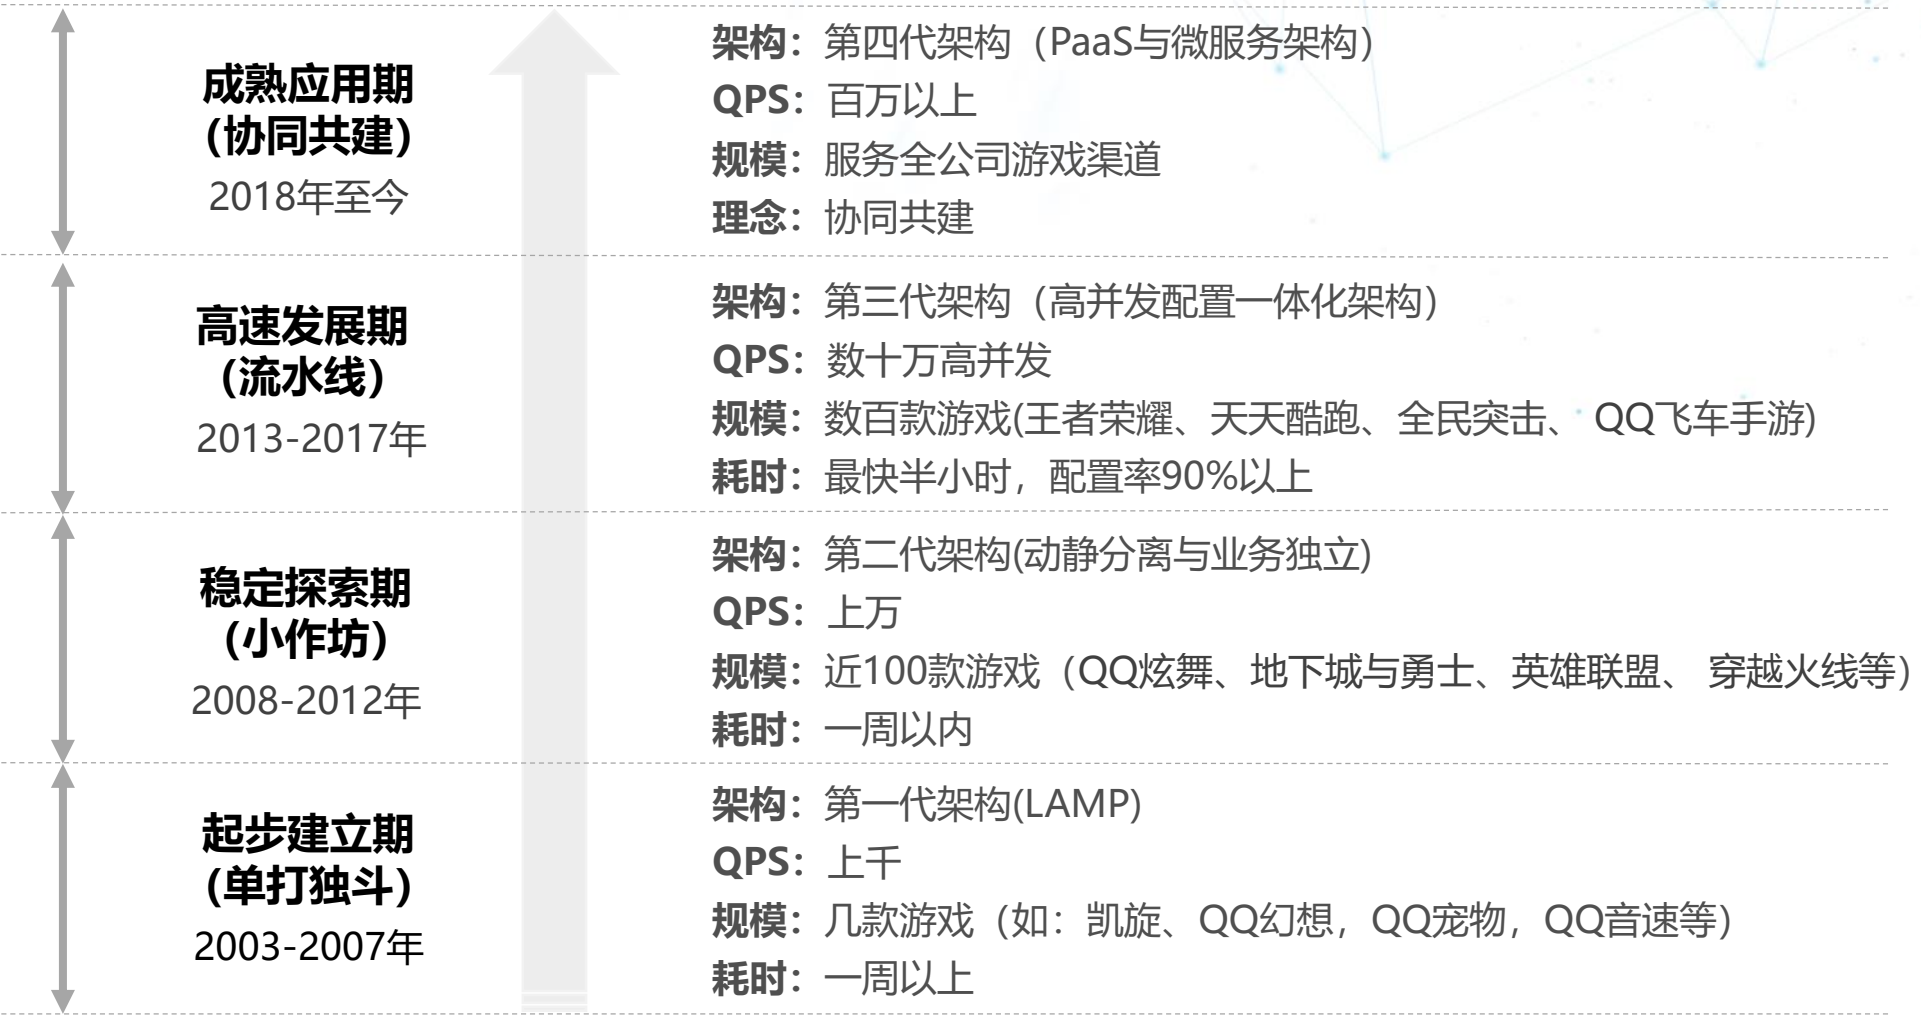 成熟应用期
（协同共建）
2018年至今
架构：第四代架构（PaaS与微服务架构）
QPS：百万以上
规模：服务全公司游戏渠道
理念：协同共建
高速发展期
（流水线）
2013-2017年
架构：第三代架构（高并发配置一体化架构）
QPS：数十万高并发
规模：数百款游戏(王者荣耀、天天酷跑、全民突击、 QQ飞车手游)
耗时：最快半小时，配置率90%以上
稳定探索期
（小作坊）
2008-2012年
架构：第二代架构(动静分离与业务独立)
QPS：上万
规模：近100款游戏（QQ炫舞、地下城与勇士、英雄联盟、 穿越火线等）
耗时：一周以内
起步建立期
（单打独斗）
2003-2007年
架构：第一代架构(LAMP)
QPS：上千
规模：几款游戏（如：凯旋、QQ幻想，QQ宠物，QQ音速等）
耗时：一周以上